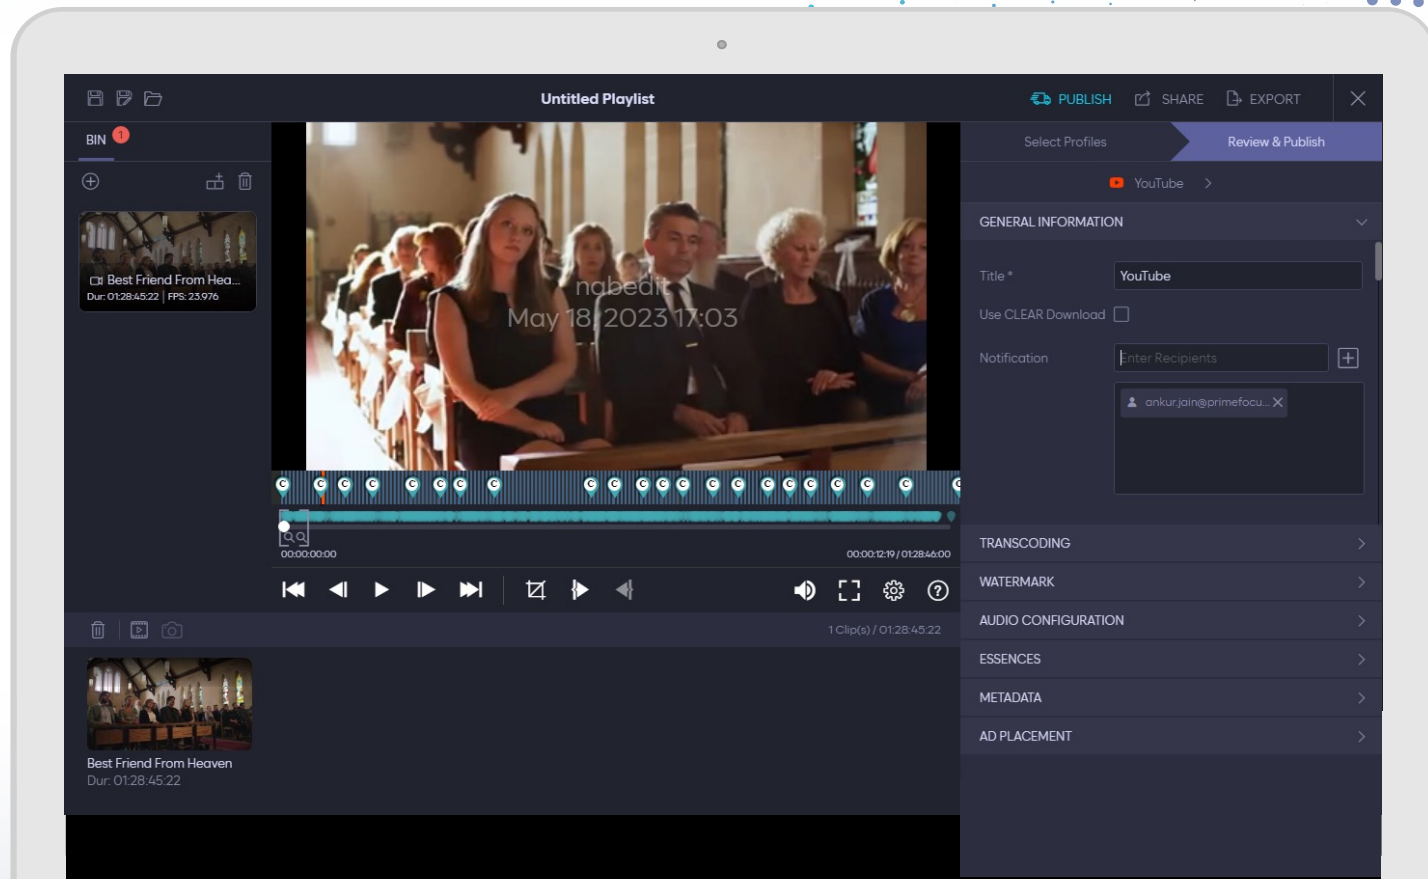 Untitled Playlist
PUBLISH
SHARE
EXPORT
BIN 1
Best Friend From Hea...
Dur: 01:28:45:22 | FPS: 23.976
nabedit
May 18, 2023 17:03
C C C C C C C C C C C C C C C C C C C C C
00:00:00:00
00:00:12:19 / 01:28:46:00
1 Clip(s) / 01:28:45:22
Best Friend From Heaven
Dur: 01:28:45:22
Select Profiles
Review & Publish
YouTube
GENERAL INFORMATION
Title *
YouTube
Use CLEAR Download
Notification
Enter Recipients
ankur.jain@primefocu...
TRANSCODING
WATERMARK
AUDIO CONFIGURATION
ESSENCES
METADATA
AD PLACEMENT